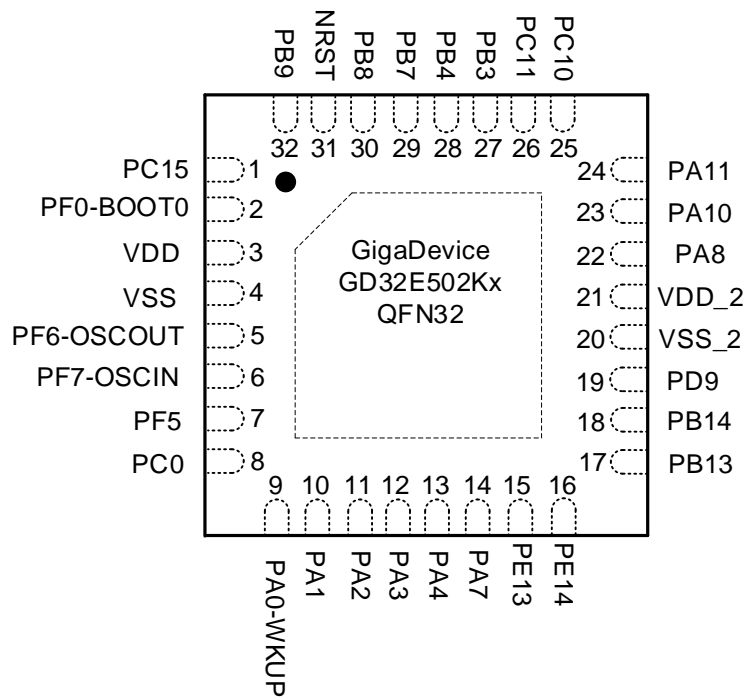 PB9
NRST
PB8
PB7
PB4
PB3
PC11
PC10
32
31
30
29
28
27
26
25
PC15 1
PF0-BOOT0 2
VDD 3
VSS 4
PF6-OSCOUT 5
PF7-OSCIN 6
PF5 7
PC0 8
GigaDevice
GD32E502Kx
QFN32
24 PA11
23 PA10
22 PA8
21 VDD_2
20 VSS_2
19 PD9
18 PB14
17 PB13
9
10
11
12
13
14
15
16
PA0-WKUP
PA1
PA2
PA3
PA4
PA7
PE13
PE14